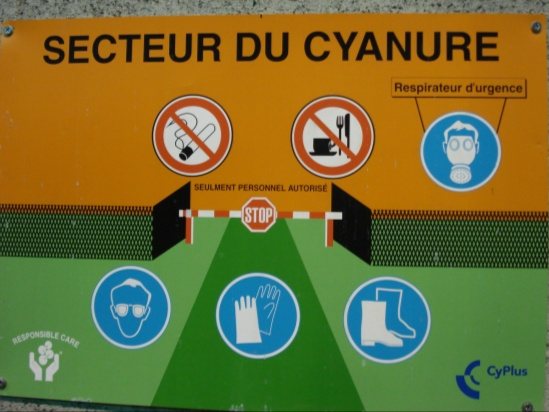 SECTEUR DU CYANURE
Respirateur d'urgence
SEULMENT PERSONNEL AUTORISÉ
STOP
RESPONSIBLE CARE
CyPlus